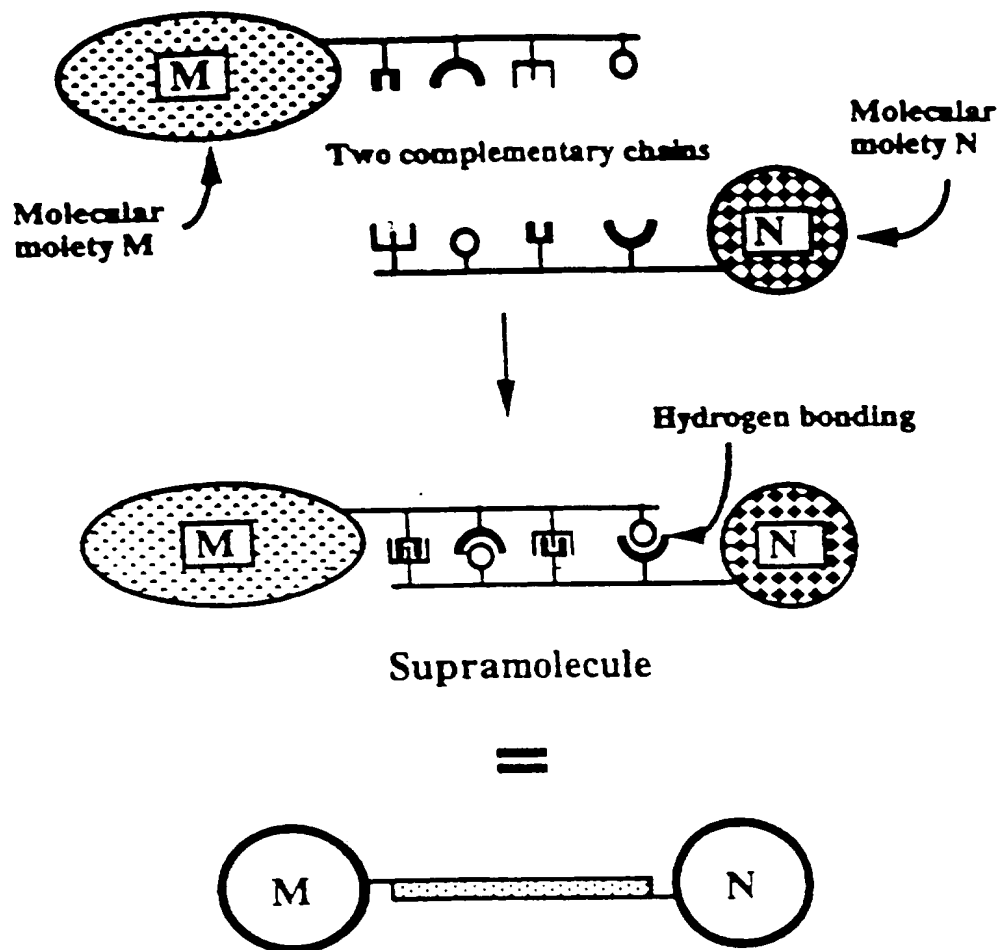 M
Molecular
moiety N
Two complementary chains
Molecular
moiety M
N
Hydrogen bonding
M
N
Supramolecule
=
M
N